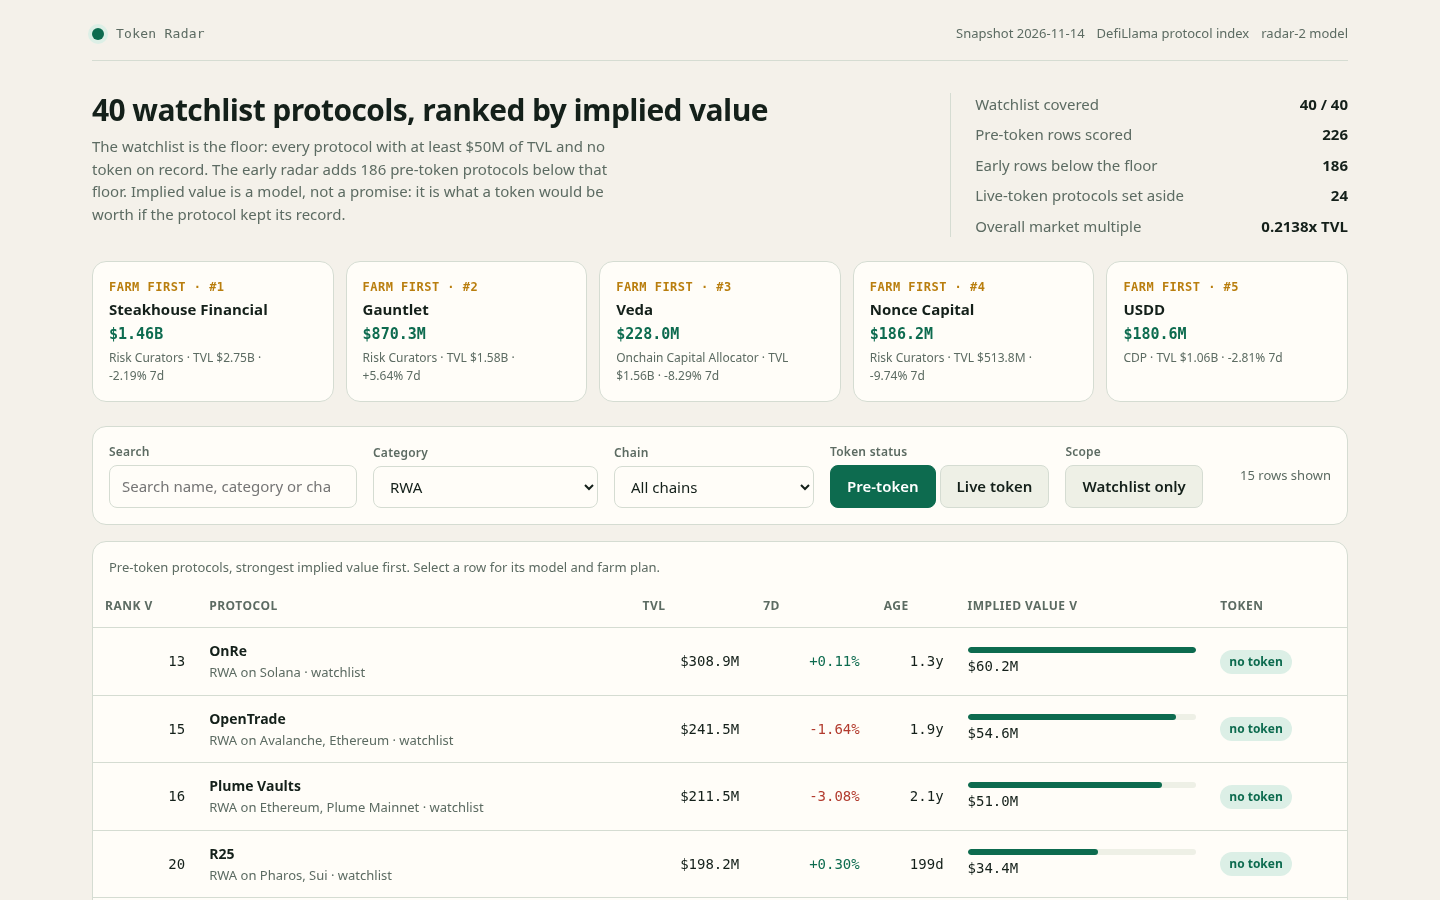 Token Radar
Snapshot 2026-11-14 DefiLlama protocol index radar-2 model
40 watchlist protocols, ranked by implied value
The watchlist is the floor: every protocol with at least $50M of TVL and no
token on record. The early radar adds 186 pre-token protocols below that
floor. Implied value is a model, not a promise: it is what a token would be
worth if the protocol kept its record.
Watchlist covered 40 / 40
Pre-token rows scored 226
Early rows below the floor 186
Live-token protocols set aside 24
Overall market multiple 0.2138x TVL
FARM FIRST · #1
Steakhouse Financial
$1.46B
Risk Curators · TVL $2.75B ·
-2.19% 7d
FARM FIRST · #2
Gauntlet
$870.3M
Risk Curators · TVL $1.58B ·
+5.64% 7d
FARM FIRST · #3
Veda
$228.0M
Onchain Capital Allocator · TVL
$1.56B · -8.29% 7d
FARM FIRST · #4
Nonce Capital
$186.2M
Risk Curators · TVL $513.8M ·
-9.74% 7d
FARM FIRST · #5
USDD
$180.6M
CDP · TVL $1.06B · -2.81% 7d
Search Category Chain Token status Scope
Search name, category or cha RWA All chains Pre-token Live token Watchlist only 15 rows shown
Pre-token protocols, strongest implied value first. Select a row for its model and farm plan.
RANK V PROTOCOL TVL 7D AGE IMPLIED VALUE V TOKEN
13 OnRe $308.9M +0.11% 1.3y $60.2M no token
RWA on Solana · watchlist
15 OpenTrade $241.5M -1.64% 1.9y $54.6M no token
RWA on Avalanche, Ethereum · watchlist
16 Plume Vaults $211.5M -3.08% 2.1y $51.0M no token
RWA on Ethereum, Plume Mainnet · watchlist
20 R25 $198.2M +0.30% 199d $34.4M no token
RWA on Pharos, Sui · watchlist